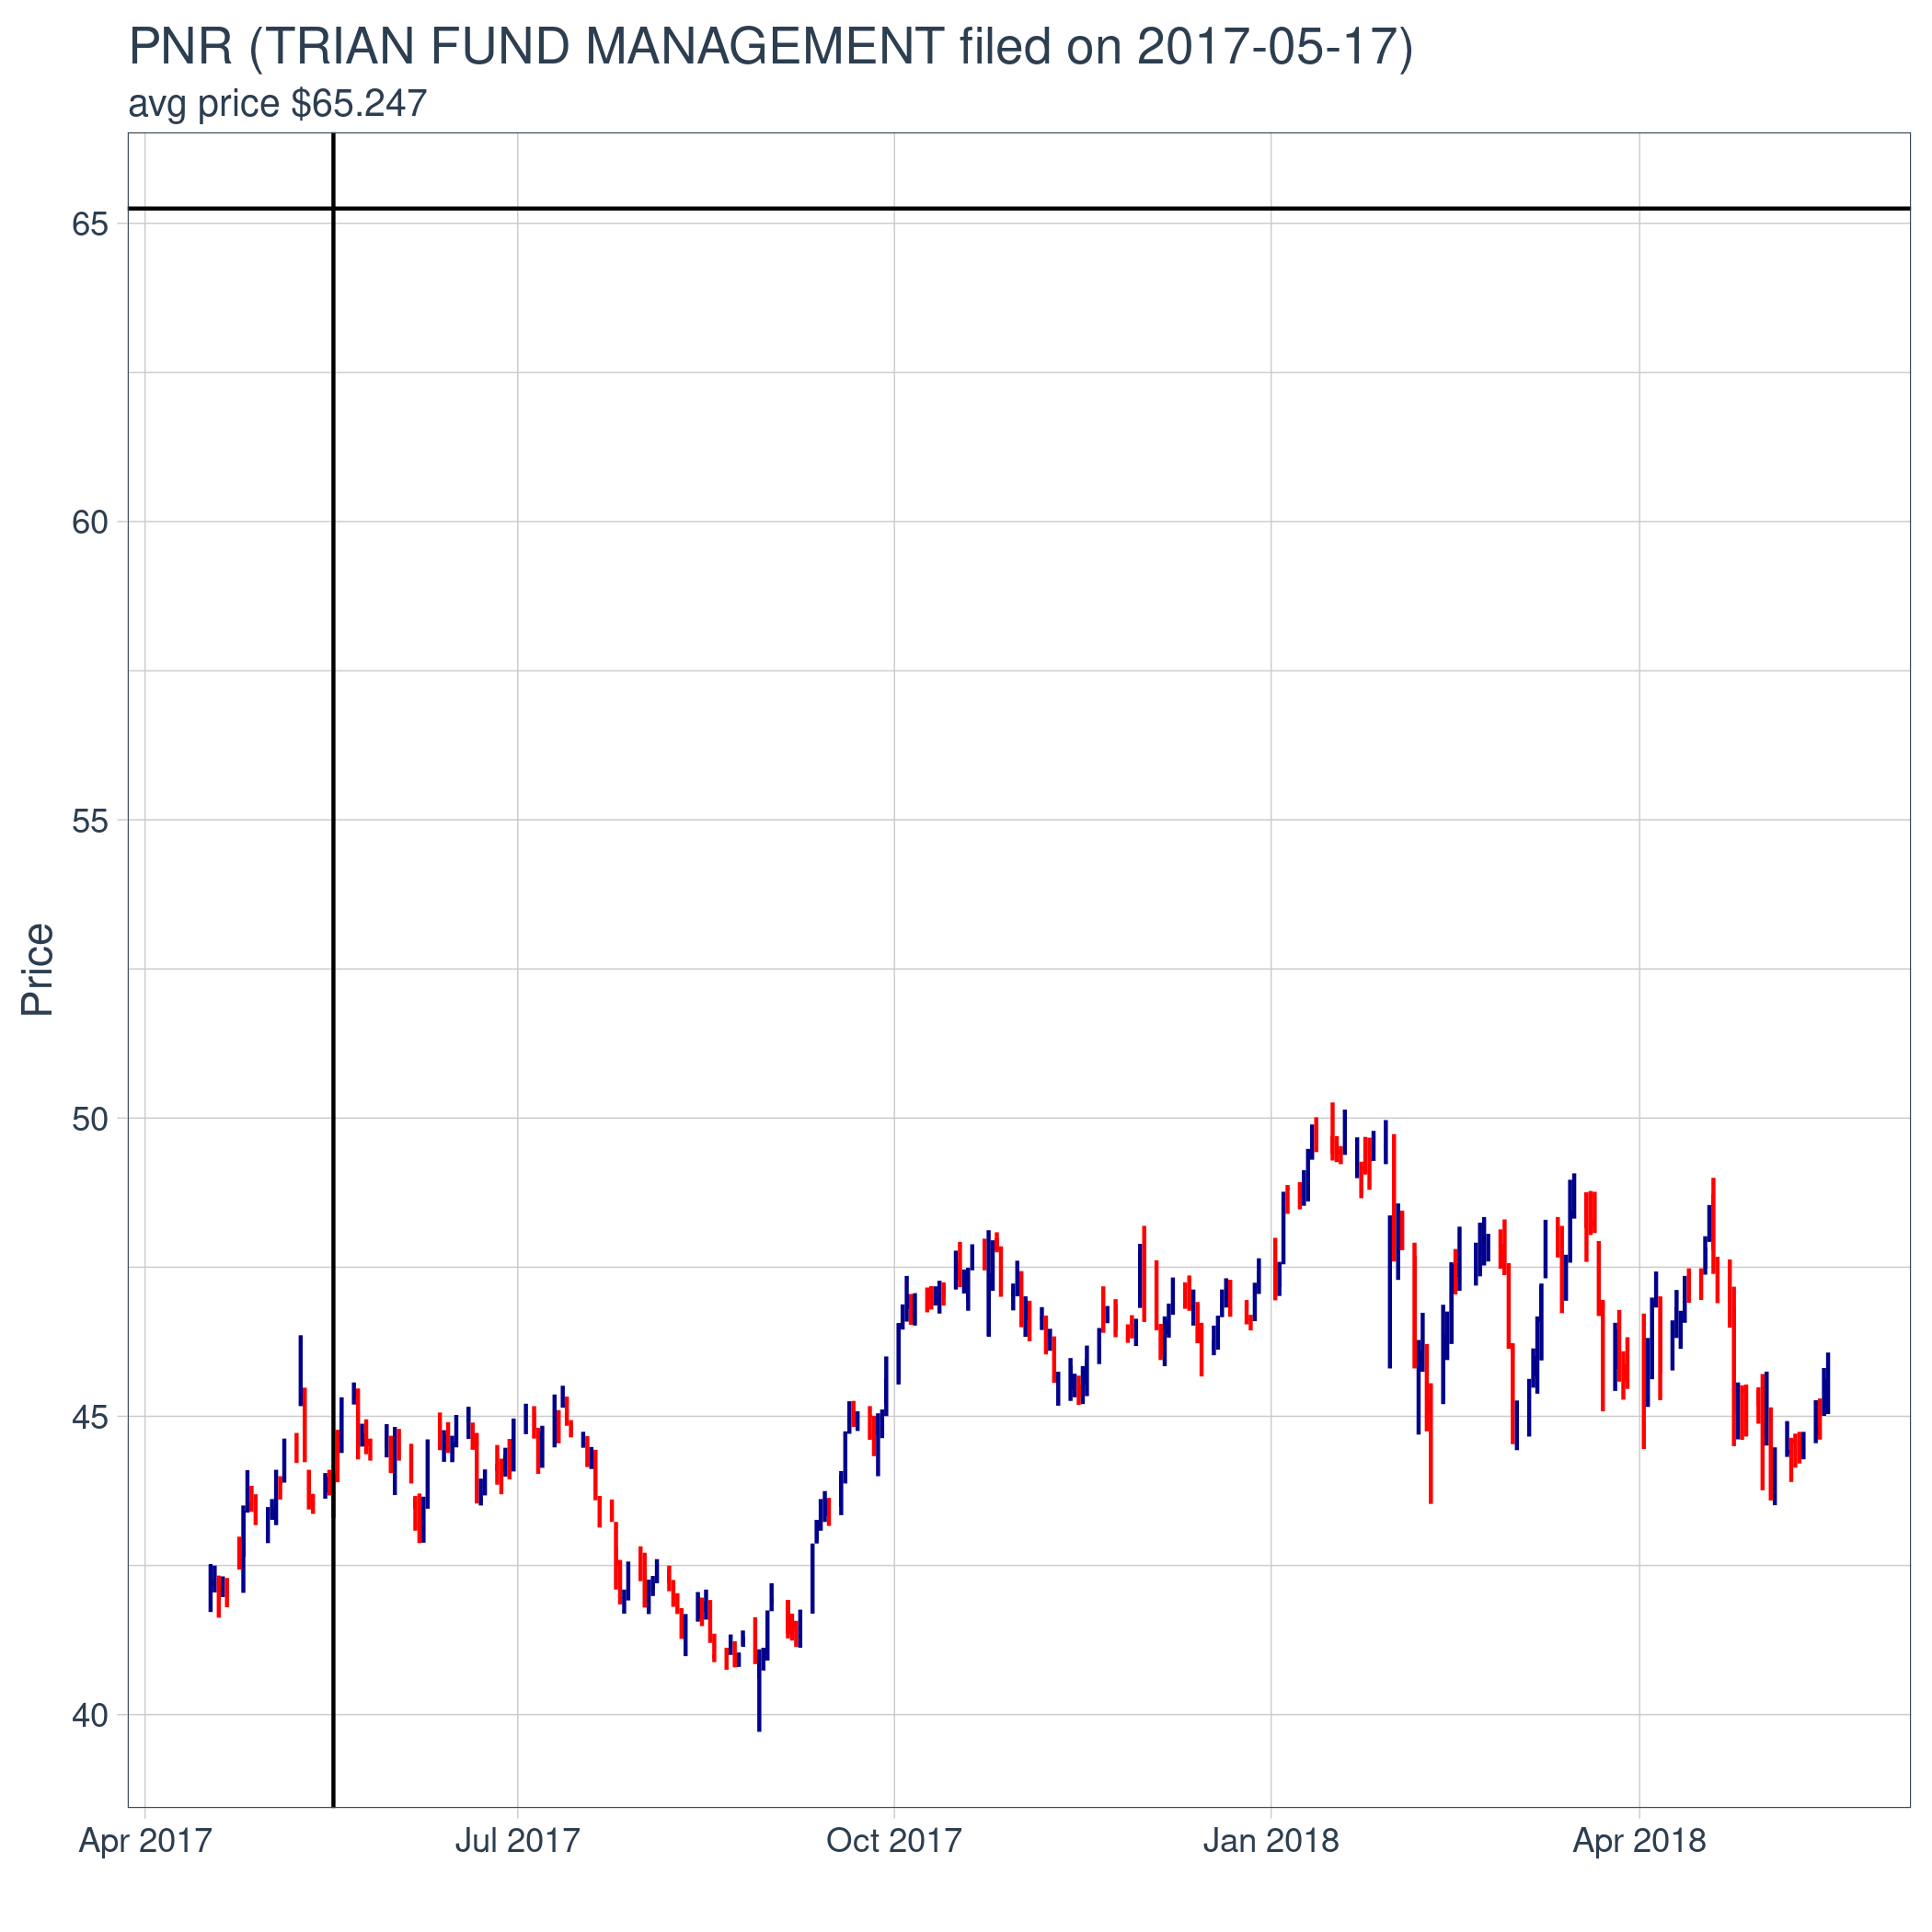 PNR (TRIAN FUND MANAGEMENT filed on 2017-05-17)
avg price $65.247
65
60
55
50
45
40
Price
Apr 2017
Jul 2017
Oct 2017
Jan 2018
Apr 2018